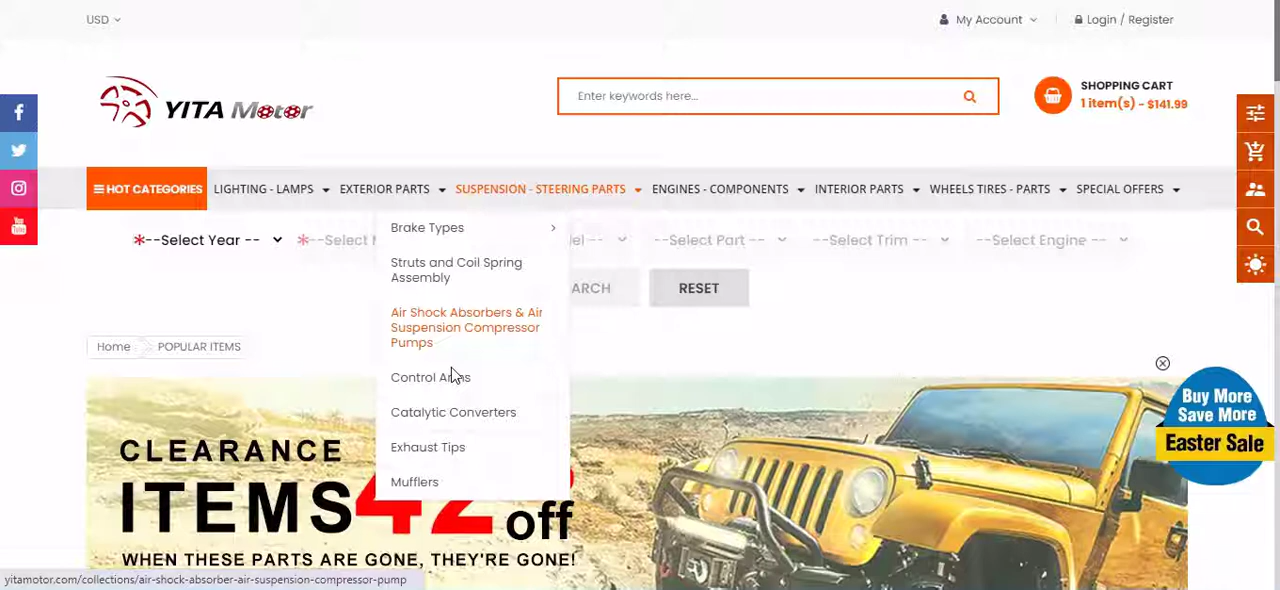 USD
My Account
Login / Register
YITA Motor
Enter keywords here...
SHOPPING CART
1 item(s) - $141.99
HOT CATEGORIES
LIGHTING - LAMPS
EXTERIOR PARTS
SUSPENSION - STEERING PARTS
ENGINES - COMPONENTS
INTERIOR PARTS
WHEELS TIRES - PARTS
SPECIAL OFFERS
*--Select Year --
*--Select
--
--Select Part --
--Select Trim --
--Select Engine --
RESET
Brake Types
Struts and Coil Spring
Assembly
Air Shock Absorbers & Air
Suspension Compressor
Pumps
Control Arms
Catalytic Converters
Exhaust Tips
Mufflers
Home
POPULAR ITEMS
CLEARANCE
ITEMS 42 off
WHEN THESE PARTS ARE GONE, THEY'RE GONE!
Buy More
Save More
Easter Sale
yitamotor.com/collections/air-shock-absorber-air-suspension-compressor-pump